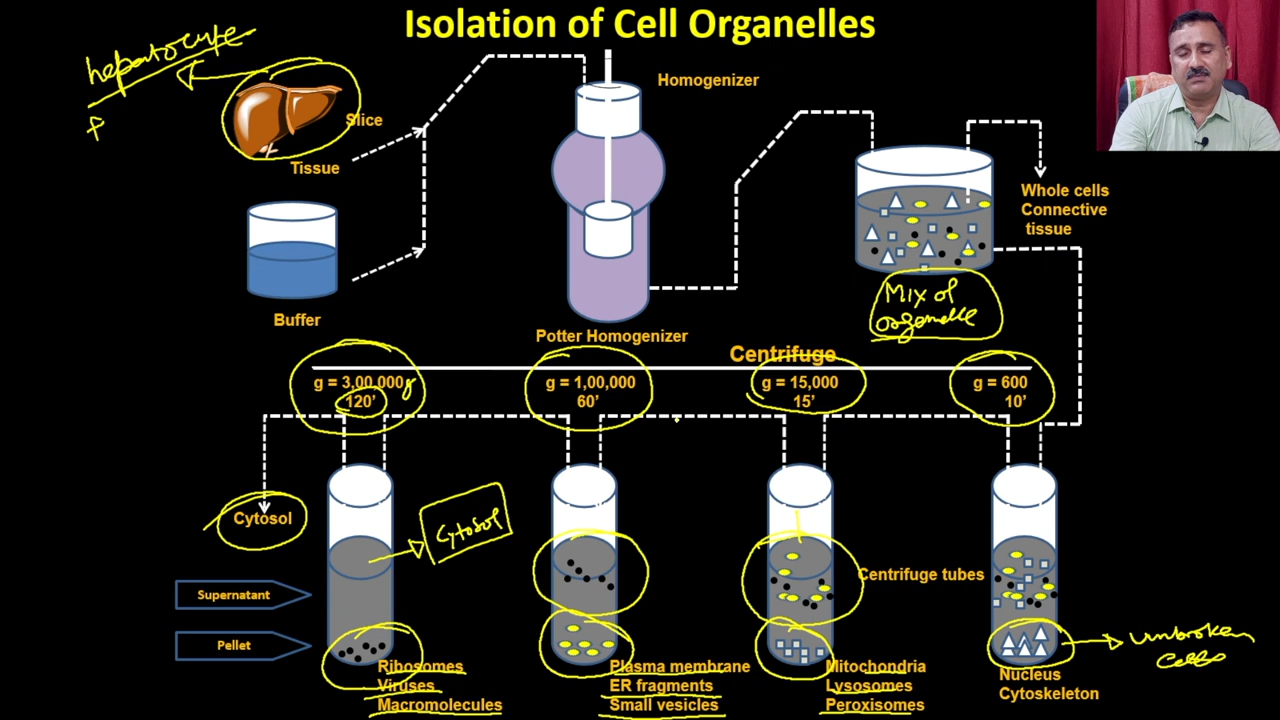 Isolation of Cell Organelles
hepatocyte
f
Slice
Tissue
Buffer
Homogenizer
Potter Homogenizer
Whole cells
Connective
tissue
Mix of
organelle
Centrifuge
g = 3,00,000g
120’
g = 1,00,000
60’
g = 15,000
15’
g = 600
10’
Cytosol
Cytosol
Centrifuge tubes
Supernatant
Pellet
Ribosomes
Viruses
Macromolecules
Plasma membrane
ER fragments
Small vesicles
Mitochondria
Lysosomes
Peroxisomes
Nucleus
Cytoskeleton
Unbroken
Cells